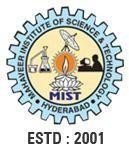 MAHAVEER INSTITUTE OF SCIENCE & TECHNOLOGY
HYDERABAD
MIST
ESTD : 2001